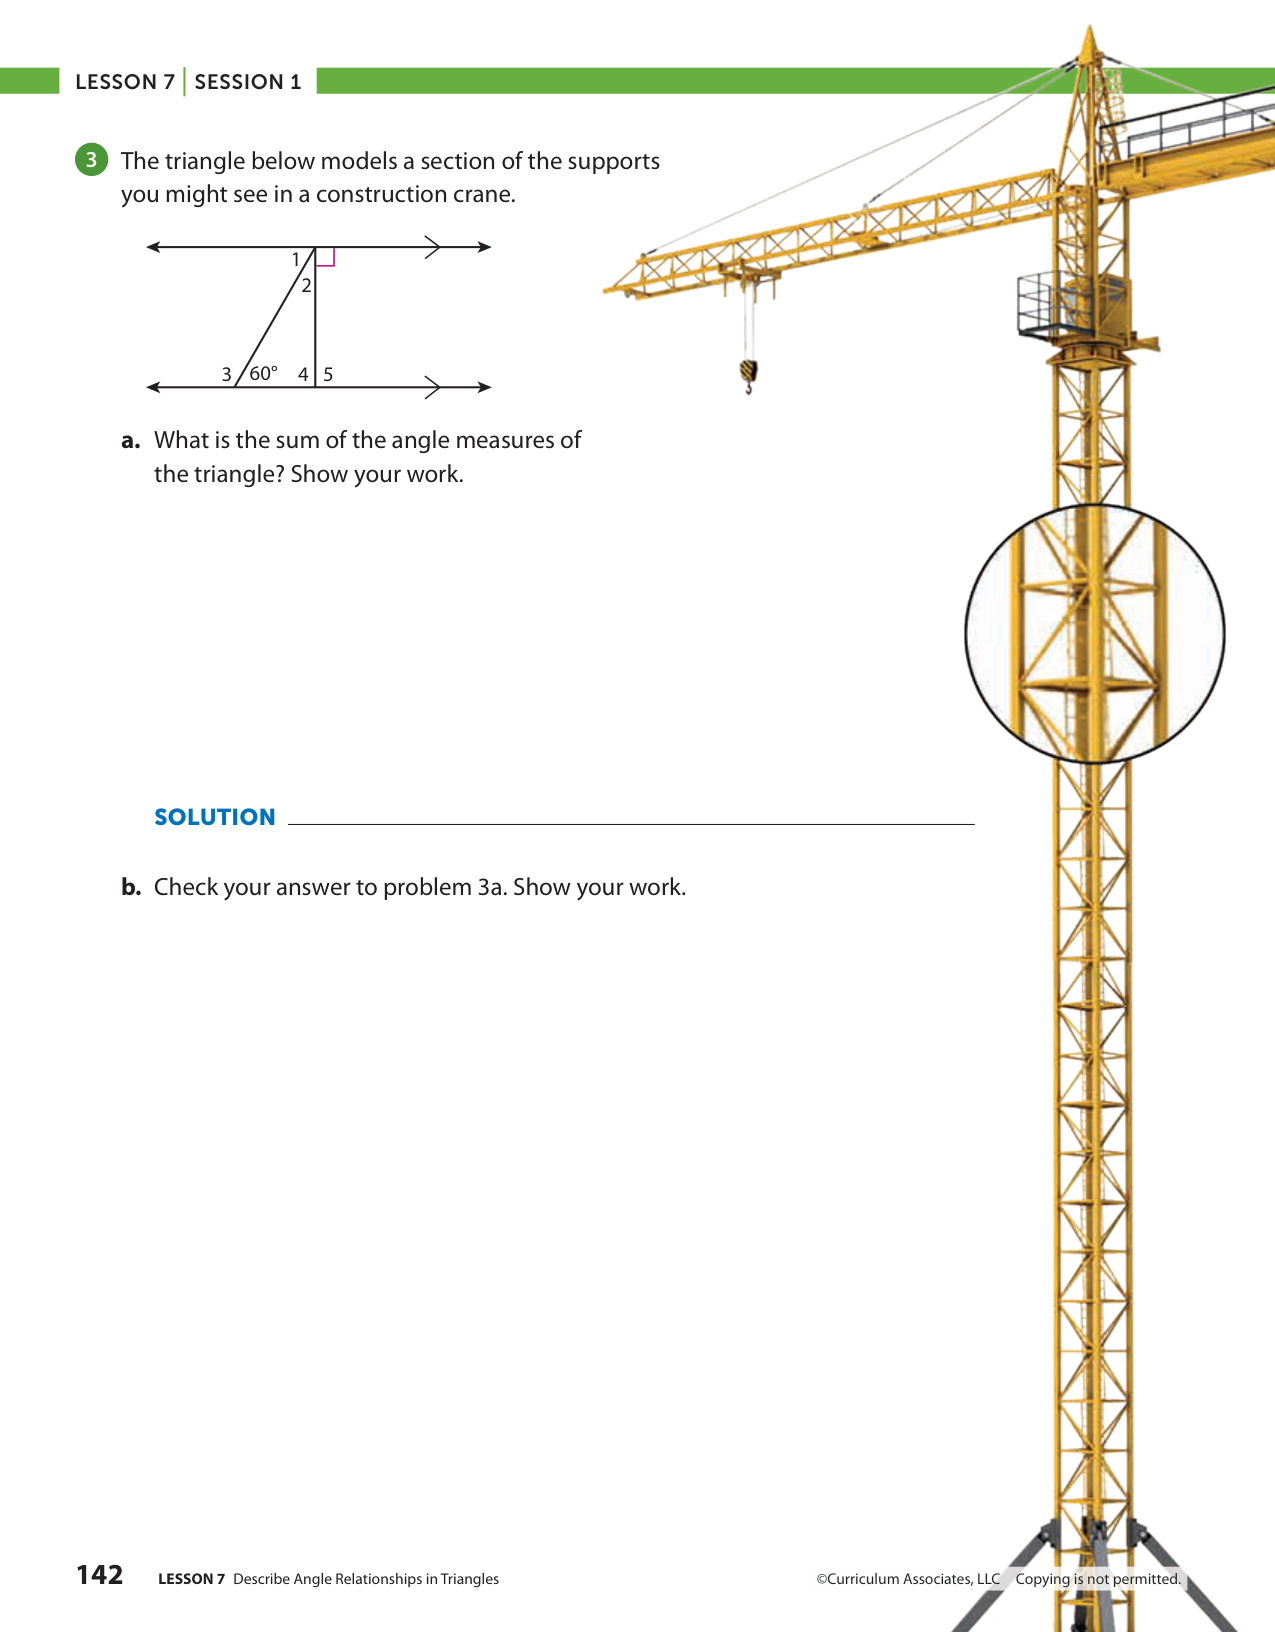 LESSON 7 | SESSION 1
3 The triangle below models a section of the supports
you might see in a construction crane.
1
2
3 60° 4 5
a. What is the sum of the angle measures of
the triangle? Show your work.
SOLUTION
b. Check your answer to problem 3a. Show your work.
142 LESSON 7 Describe Angle Relationships in Triangles ©Curriculum Associates, LLC Copying is not permitted.